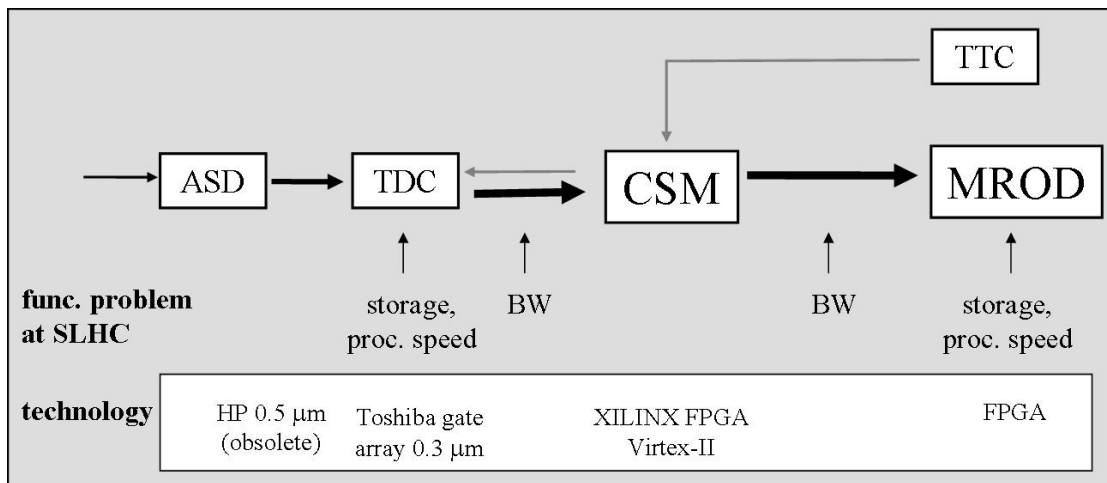 TTC
ASD
TDC
CSM
MROD
func. problem
at SLHC
storage,
proc. speed
BW
BW
storage,
proc. speed
technology
HP 0.5 μm
(obsolete)
Toshiba gate
array 0.3 μm
XILINX FPGA
Virtex-II
FPGA